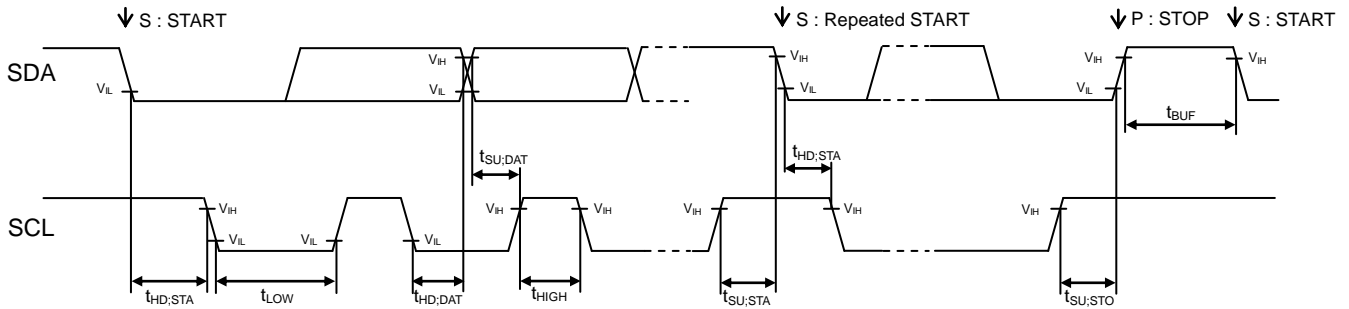 S : START
S : Repeated START
P : STOP
S : START
SDA
VIL
VIH
VIL
VIH
VIL
VIH
VIH
tBUF
tSU;DAT
tHD;STA
SCL
VIH
VIL
VIL
VIL
VIH
VIH
VIH
VIH
VIH
tHD;STA
tLOW
tHD;DAT
tHIGH
tSU;STA
tSU;STO